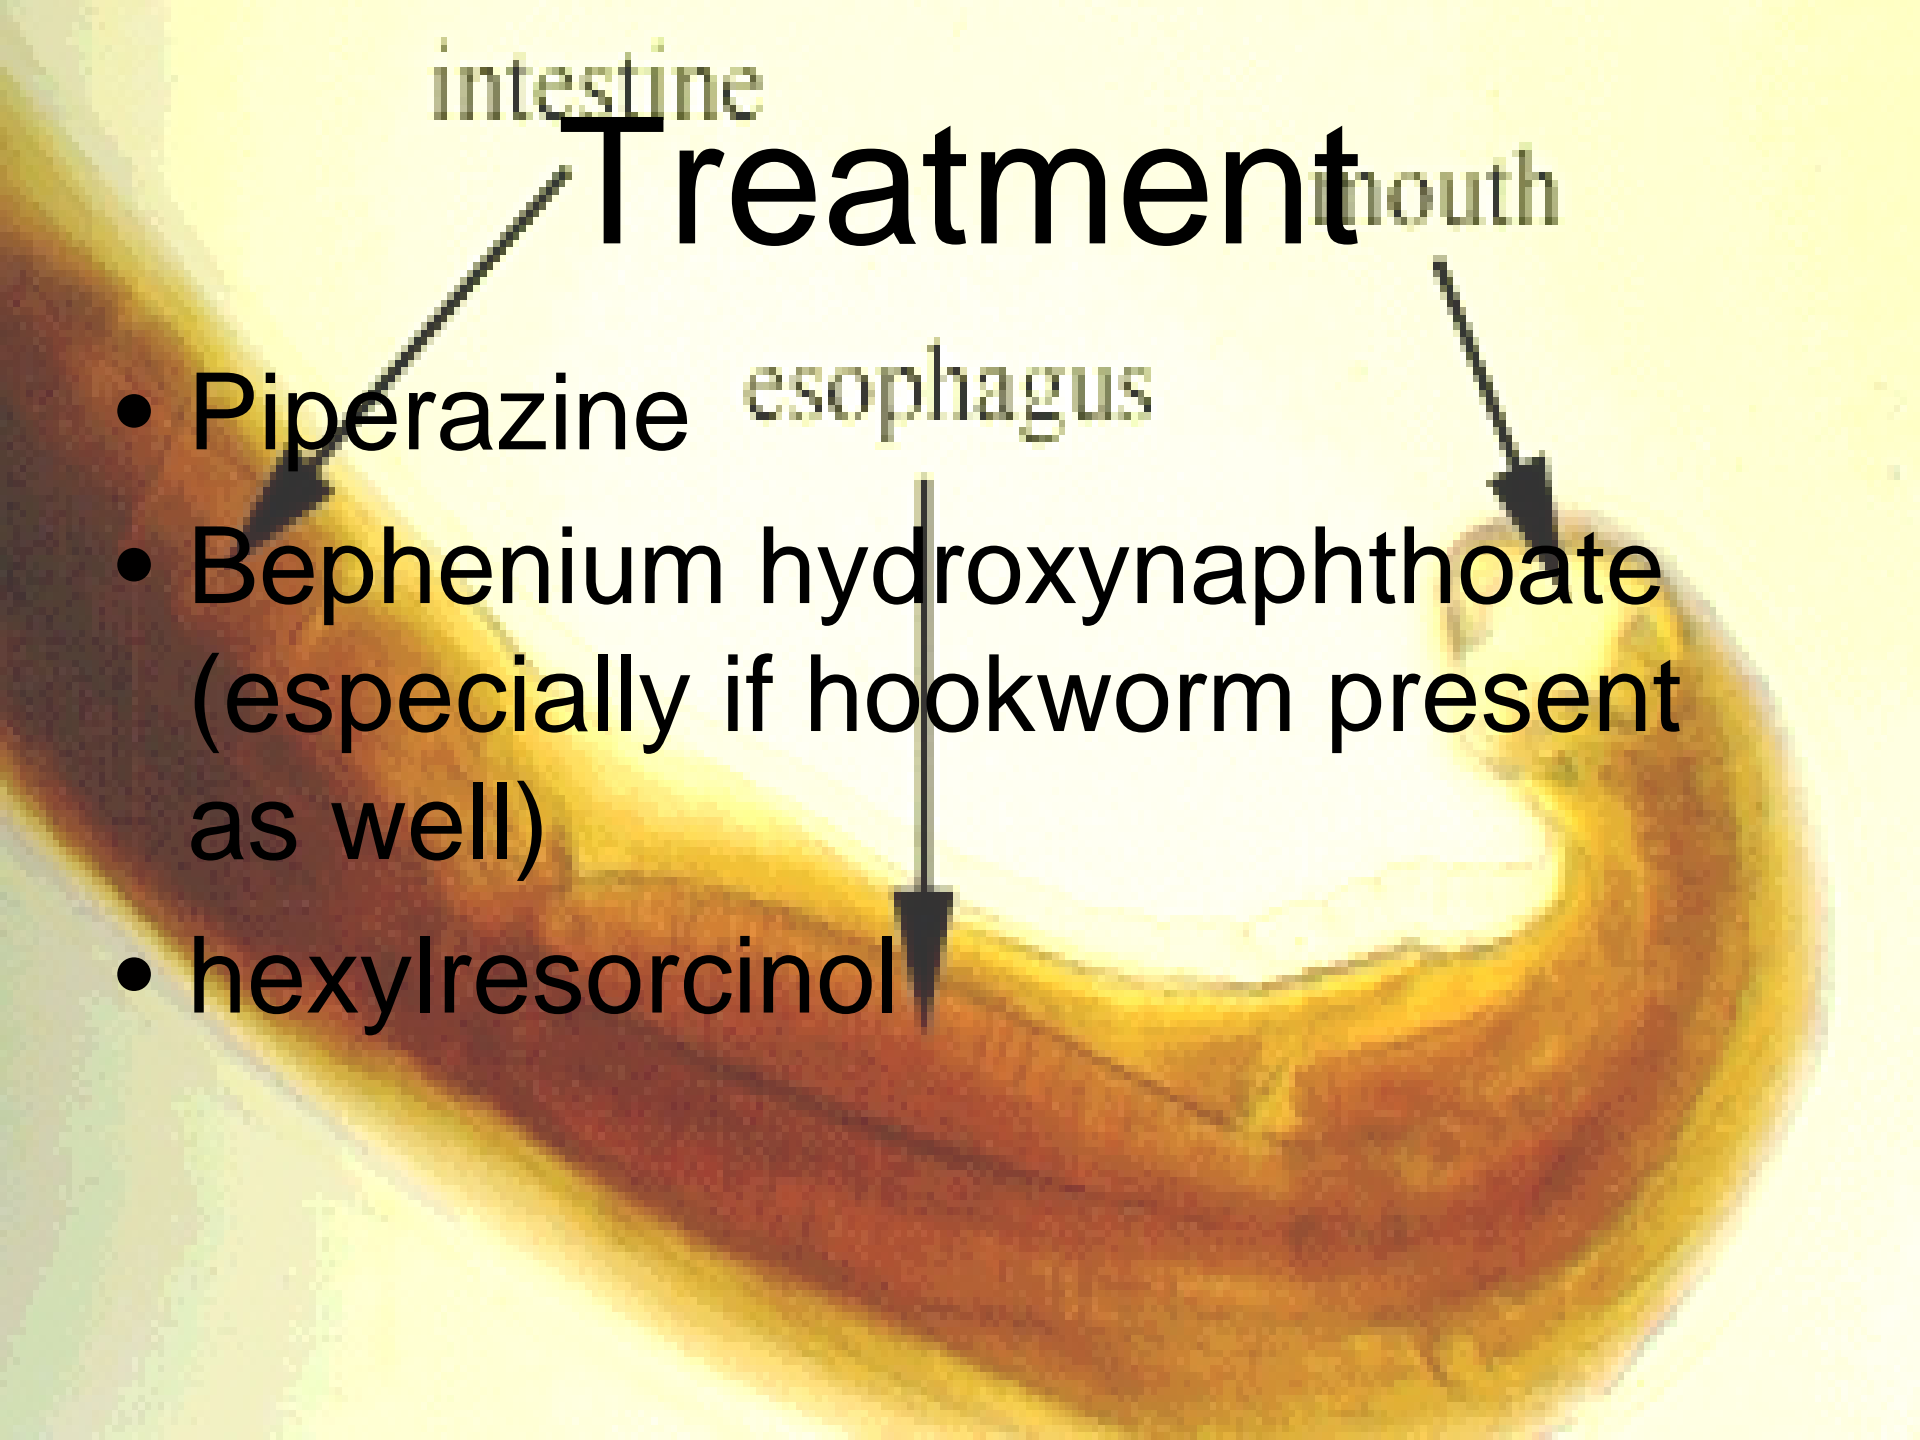 intestine
Treatment
mouth
esophagus
• Piperazine
• Bephenium hydroxynaphthoate
(especially if hookworm present
as well)
• hexylresorcinol